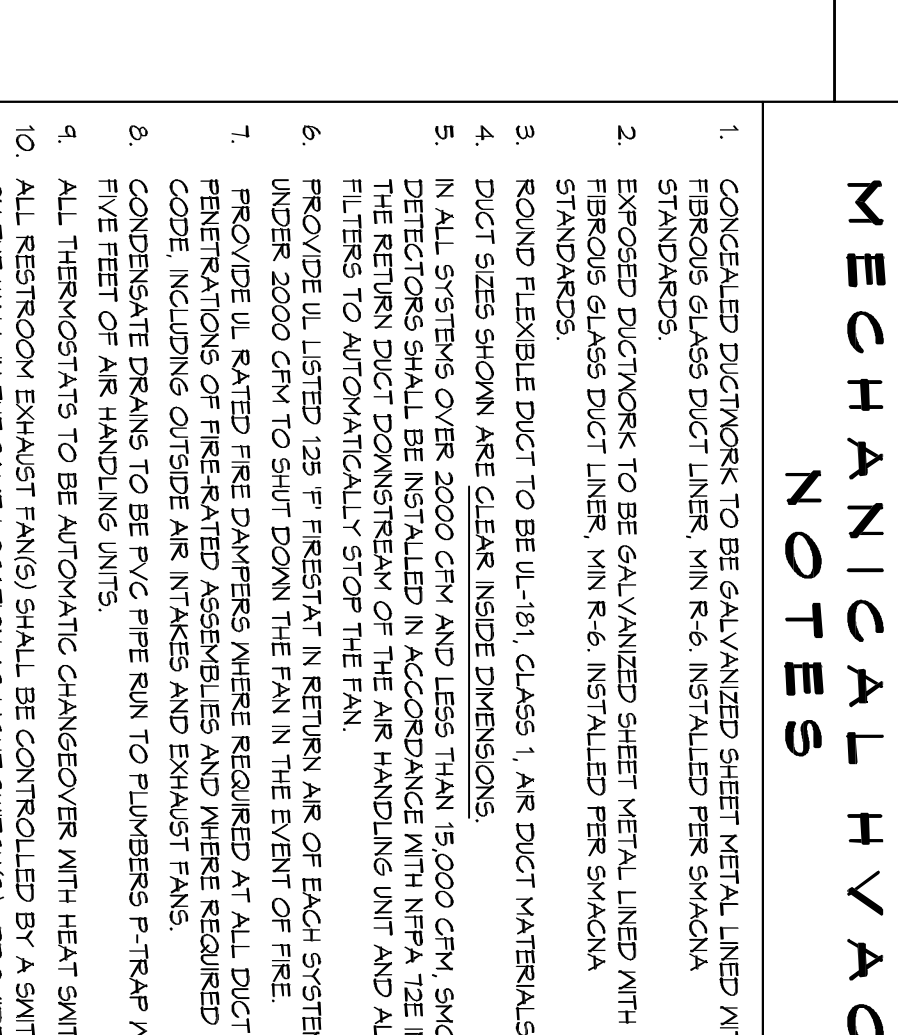 MECHANICAL HVAC
NOTES
1. CONCEALED DUCTWORK TO BE GALVANIZED SHEET METAL LINED
FIBROUS GLASS DUCT LINER, MIN R-6. INSTALLED PER SMACNA
STANDARDS.
2. EXPOSED DUCTWORK TO BE GALVANIZED SHEET METAL LINED WITH
FIBROUS GLASS DUCT LINER, MIN R-6. INSTALLED PER SMACNA
STANDARDS.
3. ROUND FLEXIBLE DUCT TO BE UL-181, CLASS 1, AIR DUCT MATERIALS
4. DUCT SIZES SHOWN ARE CLEAR INSIDE DIMENSIONS.
5. IN ALL SYSTEMS OVER 2000 CFM AND LESS THAN 15,000 CFM,
DETECTORS SHALL BE INSTALLED IN ACCORDANCE WITH NFPA 72E
THE RETURN DUCT DOWNSTREAM OF THE AIR HANDLING UNIT AND
FILTERS TO AUTOMATICALLY STOP THE FAN.
6. PROVIDE UL LISTED 125 'F' FIRESTAT IN RETURN AIR OF EACH
UNDER 2000 CFM TO SHUT DOWN THE FAN IN THE EVENT OF FIRE.
7. PROVIDE UL RATED FIRE DAMPERS WHERE REQUIRED AT ALL DUCT
PENETRATIONS OF FIRE-RATED ASSEMBLIES AND WHERE REQUIRED
CODE, INCLUDING OUTSIDE AIR INTAKES AND EXHAUST FANS.
8. CONDENSATE DRAINS TO BE PVC PIPE RUN TO PLUMBERS P-TRAP
FIVE FEET OF AIR HANDLING UNITS.
9. ALL THERMOSTATS TO BE AUTOMATIC CHANGEOVER WITH HEAT
10. ALL RESTROOM EXHAUST FAN(S) SHALL BE CONTROLLED BY A